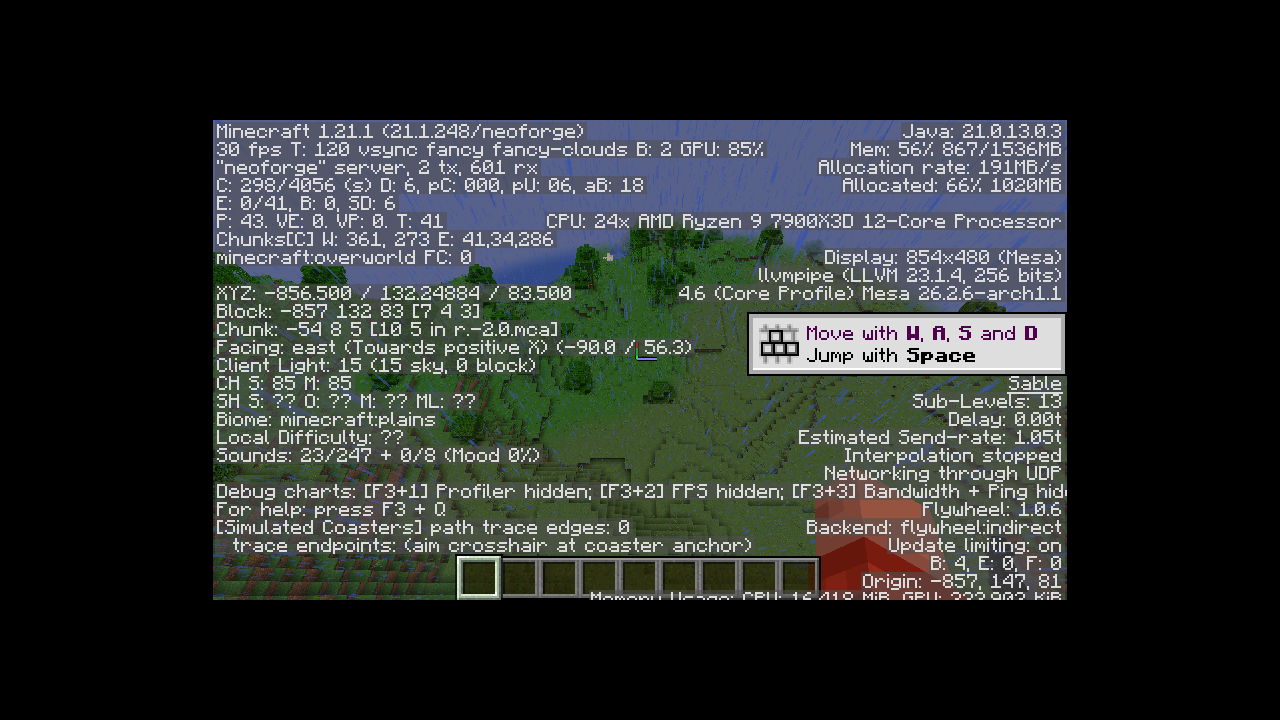 Minecraft 1.21.1 (21.1.248/neoforge)
30 fps T: 120 vsync fancy fancy-clouds B: 2 GPU: 85%
"neoforge" server, 2 tx, 601 rx
C: 298/4056 (s) D: 6, pC: 000, pU: 06, aB: 18
E: 0/41, B: 0, SD: 6
P: 43. VE: 0. VP: 0. T: 41
Chunks[C] W: 361, 273 E: 41,34,286
minecraft:overworld FC: 0
XYZ: -856.500 / 132.24884 / 83.500
Block: -857 132 83 [7 4 3]
Chunk: -54 8 5 [10 5 in r.-2.0.mca]
Facing: east (Towards positive X) (-90.0 / 56.3)
Client Light: 15 (15 sky, 0 block)
CH S: 85 M: 85
SH S: ?? O: ?? M: ?? ML: ??
Biome: minecraft:plains
Local Difficulty: ??
Sounds: 23/247 + 0/8 (Mood 0%)
Debug charts: [F3+1] Profiler hidden; [F3+2] FPS hidden; [F3+3] Bandwidth + Ping hid
For help: press F3 + Q
[Simulated Coasters] path trace edges: 0
trace endpoints: (aim crosshair at coaster anchor)
Java: 21.0.13.0.3
Mem: 56% 867/1536MB
Allocation rate: 191MB/s
Allocated: 66% 1020MB
CPU: 24x AMD Ryzen 9 7900X3D 12-Core Processor
Display: 854x480 (Mesa)
llvmpipe (LLVM 23.1.4, 256 bits)
4.6 (Core Profile) Mesa 26.2.6-arch1.1
Move with W, A, S and D
Jump with Space
Sable
Sub-Levels: 13
Delay: 0.00t
Estimated Send-rate: 1.05t
Interpolation stopped
Networking through UDP
Flywheel: 1.0.6
Backend: flywheel:indirect
Update limiting: on
B: 4, E: 0, F: 0
Origin: -857, 147, 81
Memory Usage: CPU: 16/418 MiB, GPU: 333,903 KiB